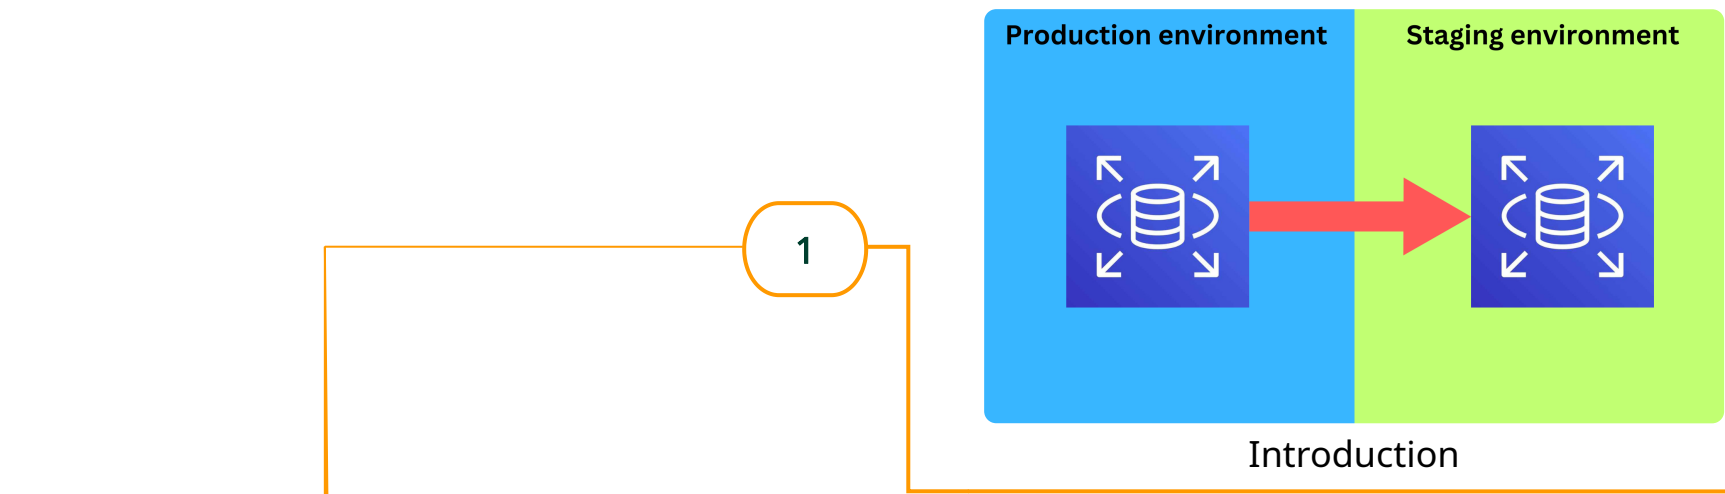 Production environment
Staging environment
1
Introduction